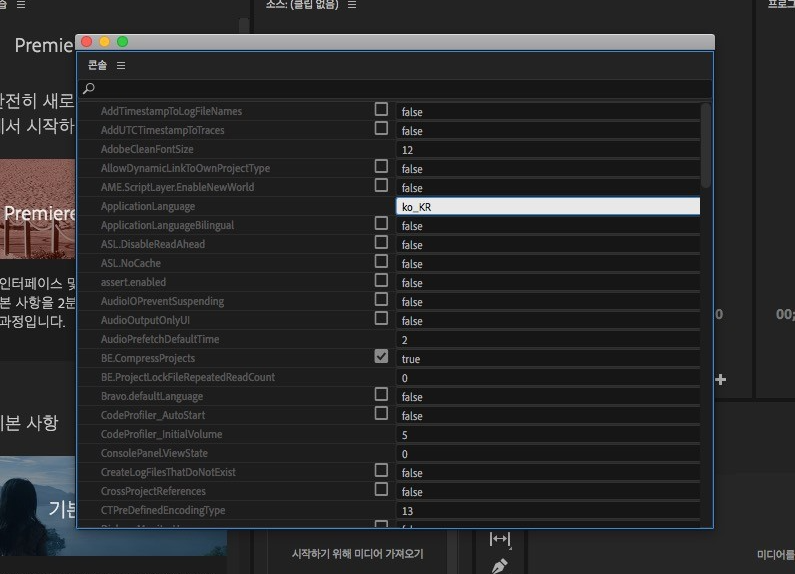 소스: (클립 없음)
Premie
콘솔
AddTimestampToLogFileNames false
AddUTCTimestampToTraces false
AdobeCleanFontSize 12
AllowDynamicLinkToOwnProjectType false
AME.ScriptLayer.EnableNewWorld false
ApplicationLanguage ko_KR
ApplicationLanguageBilingual false
ASL.DisableReadAhead false
ASL.NoCache false
assert.enabled false
AudioIOPreventSuspending false
AudioOutputOnlyUI false
AudioPrefetchDefaultTime 2
BE.CompressProjects true
BE.ProjectLockFileRepeatedReadCount 0
Bravo.defaultLanguage false
CodeProfiler_AutoStart false
CodeProfiler_InitialVolume 5
ConsolePanel.ViewState 0
CreateLogFilesThatDoNotExist false
CrossProjectReferences false
CTPreDefinedEncodingType 13
전히 새로
에서 시작하
Premiere
인터페이스 및
본 사항을 2분
과정입니다.
본 사항
기본
0
00;
시작하기 위해 미디어 가져오기
미디어를